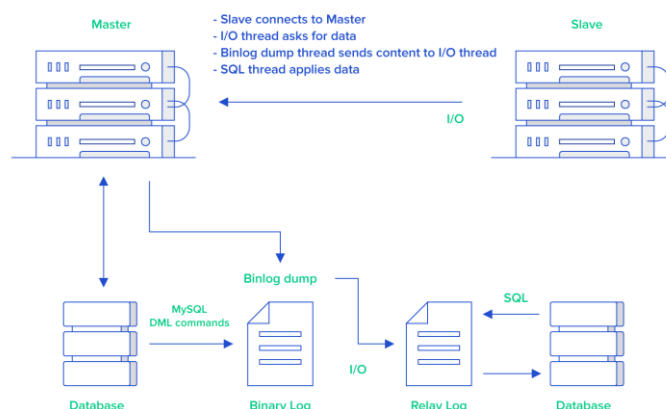 Master
- Slave connects to Master
- I/O thread asks for data
- Binlog dump thread sends content to I/O thread
- SQL thread applies data
Slave
I/O
Binlog dump
MySQL
DML commands
SQL
I/O
Database
Binary Log
Relay Log
Database